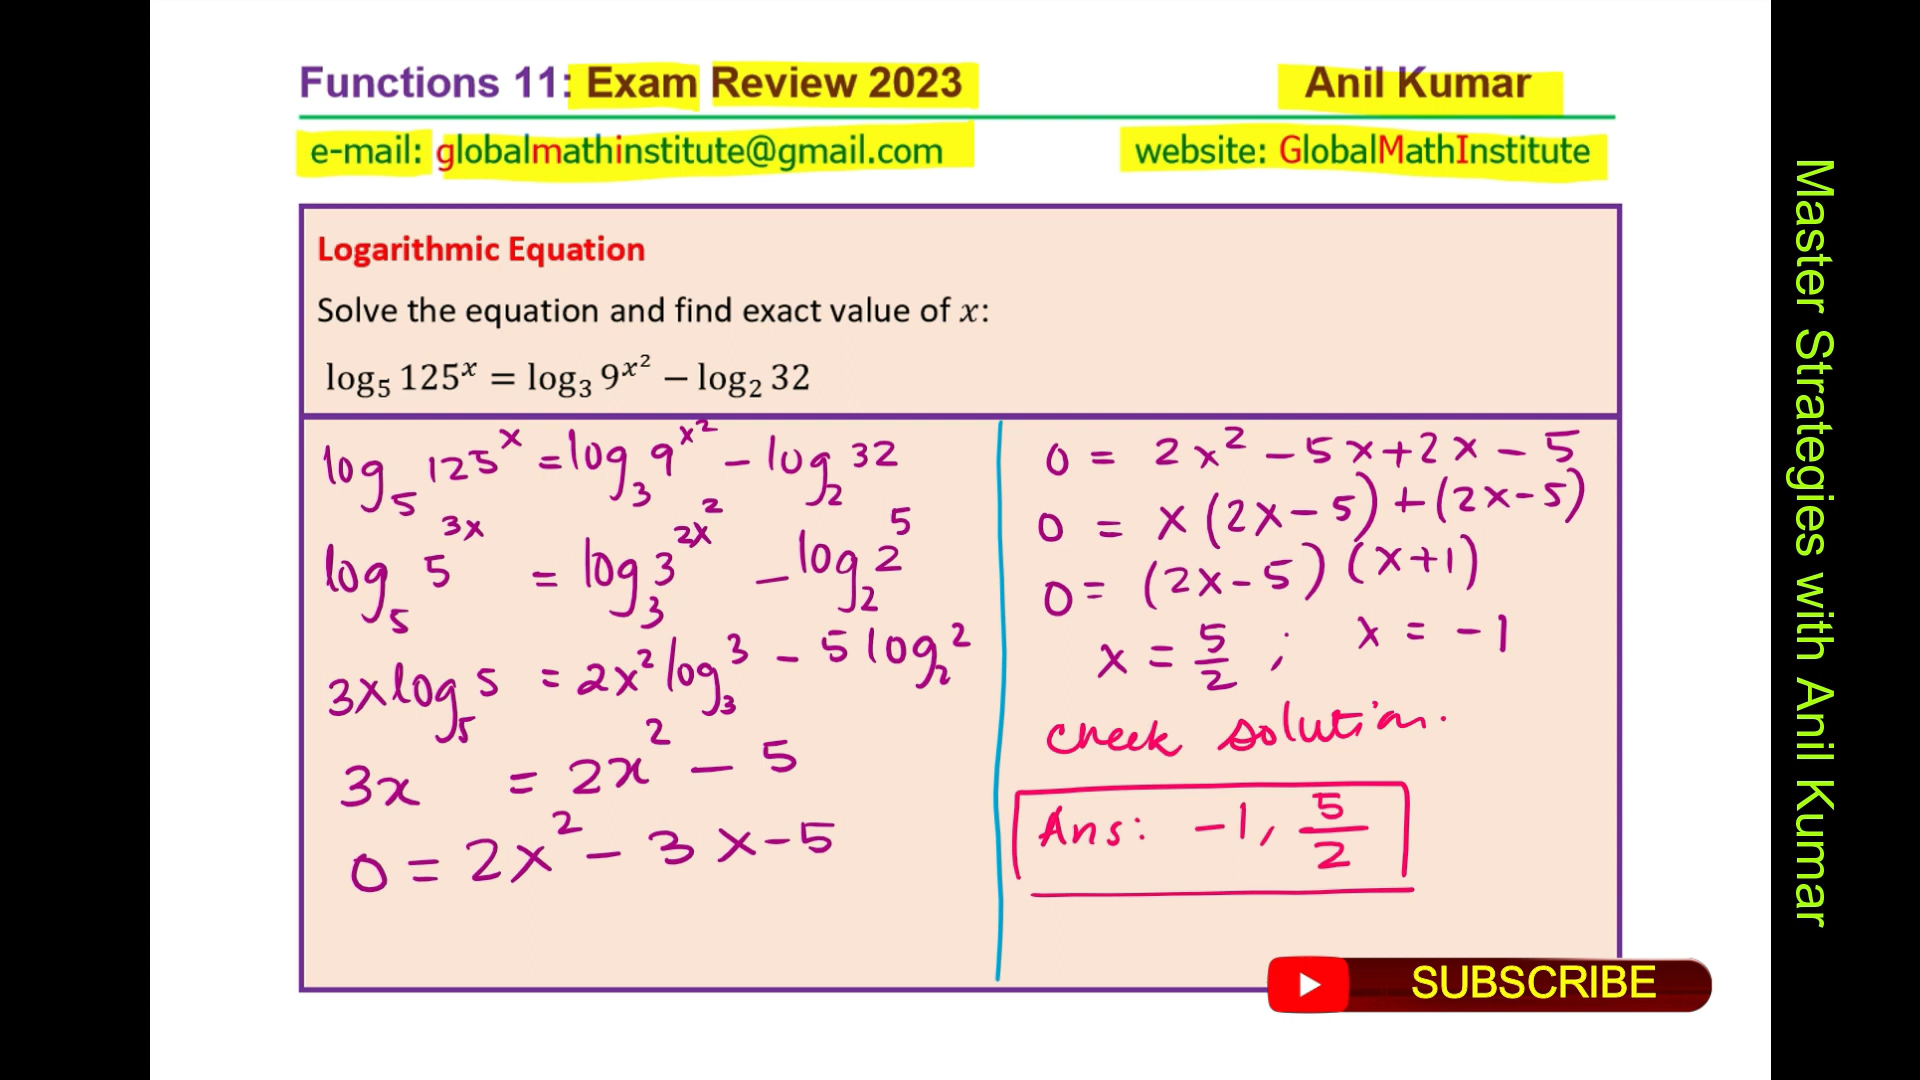 Functions 11: Exam Review 2023 Anil Kumar
e-mail: globalmathinstitute@gmail.com website: GlobalMathInstitute
Logarithmic Equation
Solve the equation and find exact value of x:
log₅ 125ˣ = log₃ 9^(x²) − log₂ 32
log₅ 125ˣ = log₃ 9^(x²) − log₂ 32
log₅ 5^(3x) = log₃ 3^(2x²) − log₂ 2⁵
3x log₅ 5 = 2x² log₃ 3 − 5 log₂ 2
3x = 2x² − 5
0 = 2x² − 3x − 5
0 = 2x² − 5x + 2x − 5
0 = x(2x − 5) + (2x − 5)
0 = (2x − 5)(x + 1)
x = 5/2 ; x = −1
Check solution.
Ans: −1, 5/2
SUBSCRIBE
Master Strategies with Anil Kumar